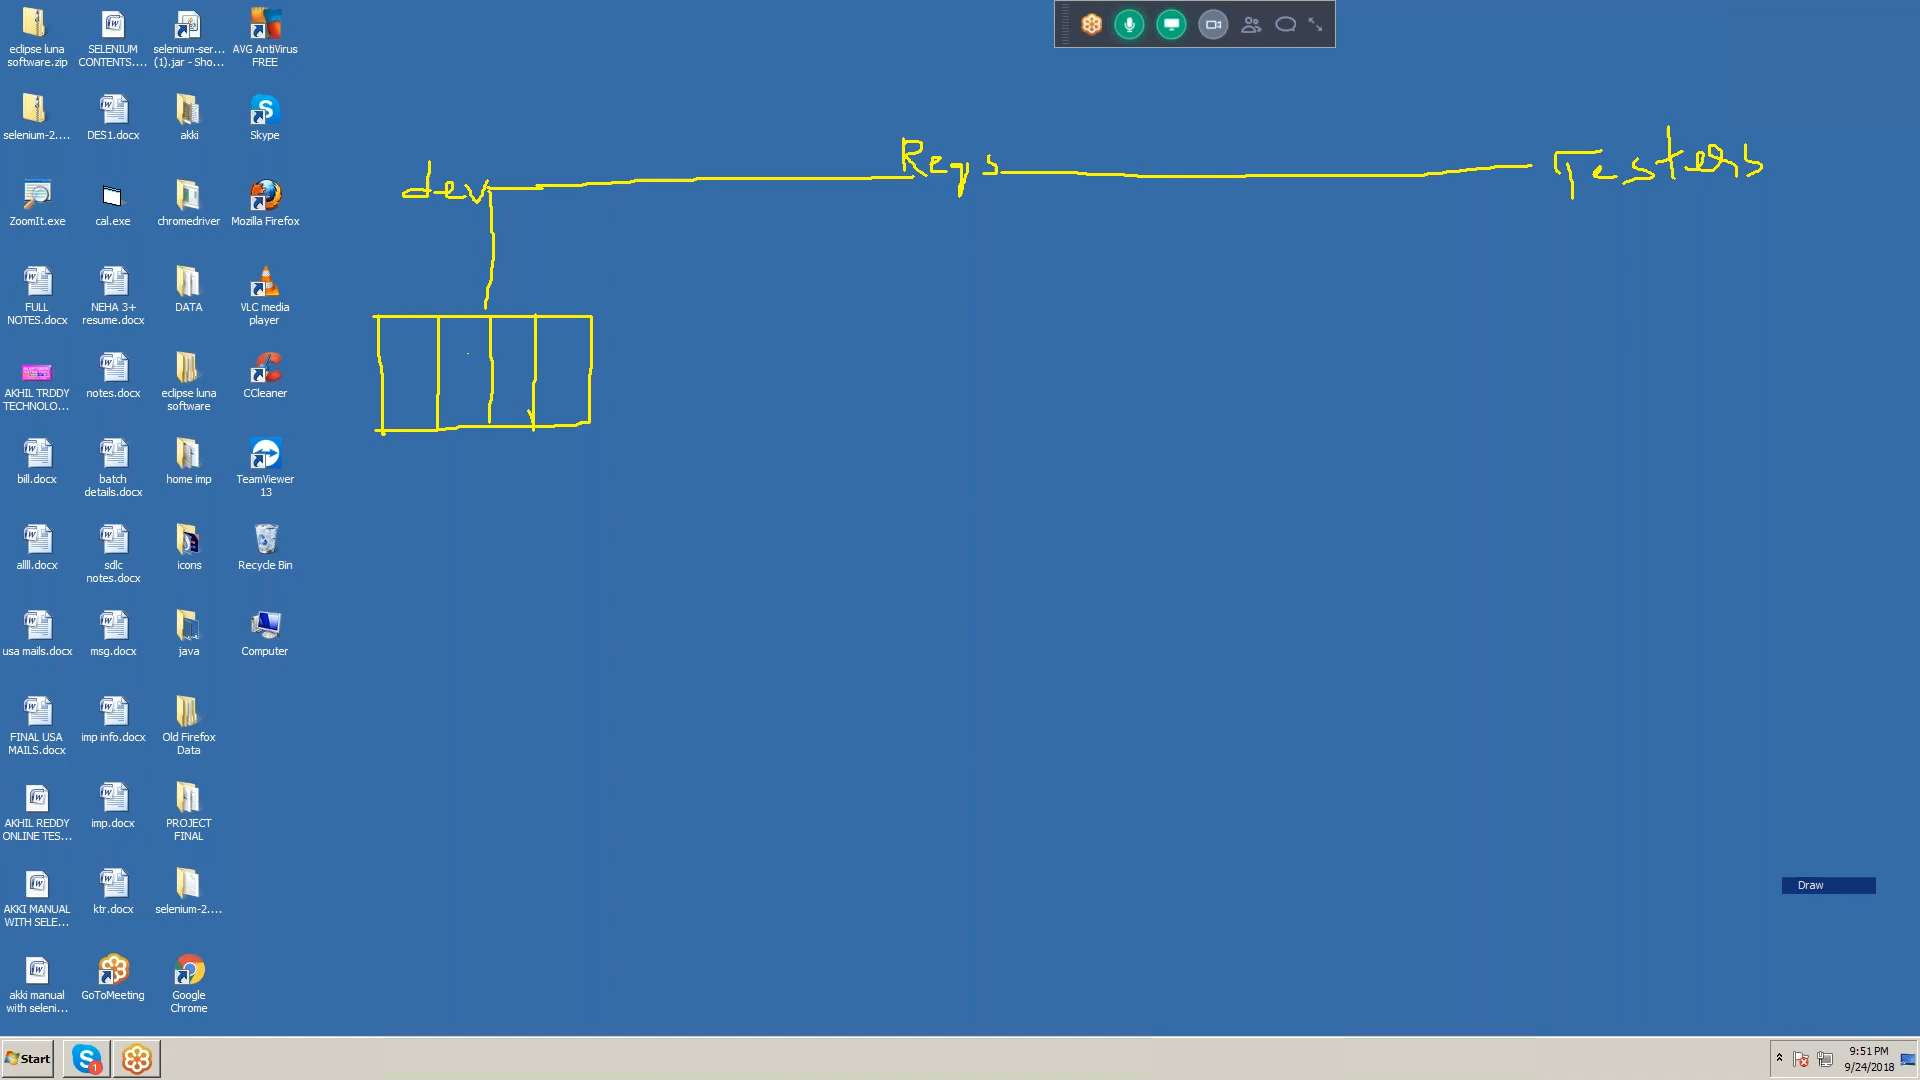 eclipse luna
software.zip
SELENIUM
CONTENTS....
selenium-ser...
(1).jar - Sho...
AVG AntiVirus
FREE
selenium-2....
DES1.docx
akki
Skype
dev
Reqs
Testers
ZoomIt.exe
cal.exe
chromedriver
Mozilla Firefox
FULL
NOTES.docx
NEHA 3+
resume.docx
DATA
VLC media
player
AKHIL TRDDY
TECHNOLO...
notes.docx
eclipse luna
software
CCleaner
bill.docx
batch
details.docx
home imp
TeamViewer
13
allll.docx
sdlc
notes.docx
icons
Recycle Bin
usa mails.docx
msg.docx
java
Computer
FINAL USA
MAILS.docx
imp info.docx
Old Firefox
Data
AKHIL REDDY
ONLINE TES...
imp.docx
PROJECT
FINAL
AKKI MANUAL
WITH SELE...
ktr.docx
selenium-2....
Draw
akki manual
with seleni...
GoToMeeting
Google
Chrome
Start
1
9:51 PM
9/24/2018